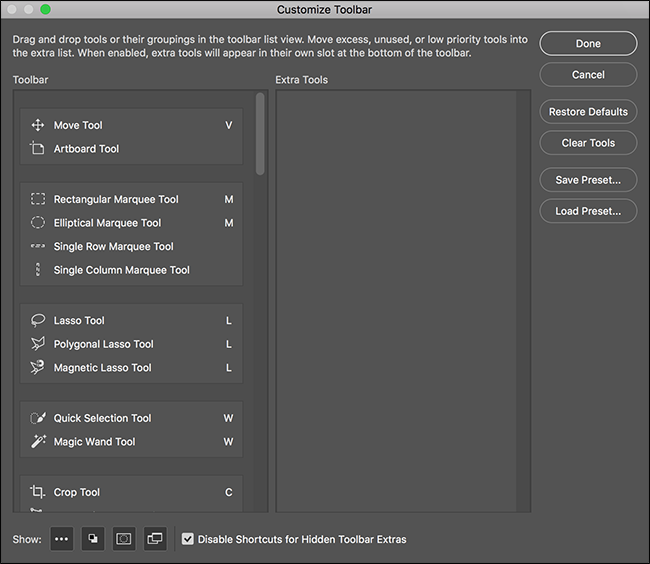 Customize Toolbar
Drag and drop tools or their groupings in the toolbar list view. Move excess, unused, or low priority tools into
the extra list. When enabled, extra tools will appear in their own slot at the bottom of the toolbar.
Done
Cancel
Restore Defaults
Clear Tools
Save Preset...
Load Preset...
Toolbar
Extra Tools
Move Tool V
Artboard Tool
Rectangular Marquee Tool M
Elliptical Marquee Tool M
Single Row Marquee Tool
Single Column Marquee Tool
Lasso Tool L
Polygonal Lasso Tool L
Magnetic Lasso Tool L
Quick Selection Tool W
Magic Wand Tool W
Crop Tool C
Show:
Disable Shortcuts for Hidden Toolbar Extras